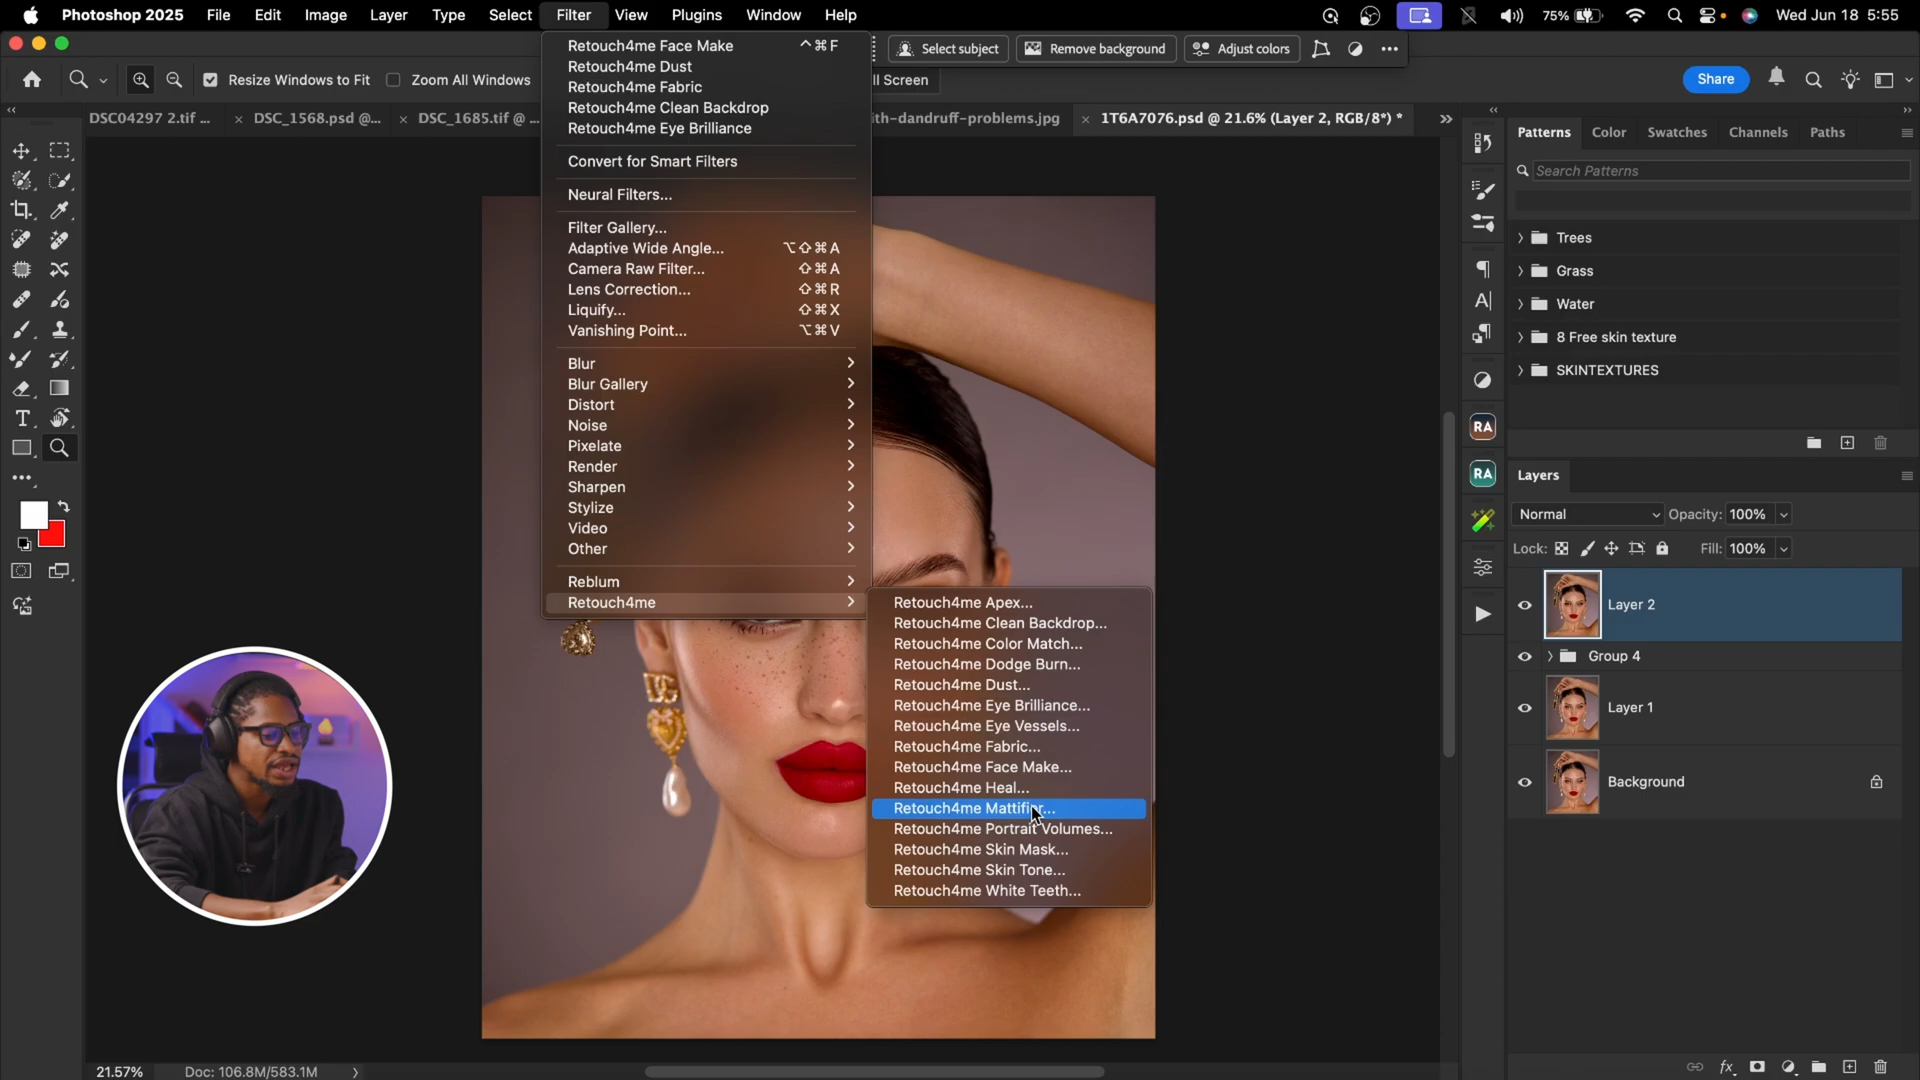 Photoshop 2025 File Edit Image Layer Type Select Filter View Plugins Window Help 75% Wed Jun 18 5:55
Select subject Remove background Adjust colors
Resize Windows to Fit Zoom All Windows ll Screen Share
DSC04297 2.tif ... × DSC_1568.psd @... × DSC_1685.tif @ ... ith-dandruff-problems.jpg × 1T6A7076.psd @ 21.6% (Layer 2, RGB/8*) *
Retouch4me Face Make ^⌘F
Retouch4me Dust
Retouch4me Fabric
Retouch4me Clean Backdrop
Retouch4me Eye Brilliance
Convert for Smart Filters
Neural Filters...
Filter Gallery...
Adaptive Wide Angle... ⌥⇧⌘A
Camera Raw Filter... ⇧⌘A
Lens Correction... ⇧⌘R
Liquify... ⇧⌘X
Vanishing Point... ⌥⌘V
Blur
Blur Gallery
Distort
Noise
Pixelate
Render
Sharpen
Stylize
Video
Other
Reblum
Retouch4me
Retouch4me Apex...
Retouch4me Clean Backdrop...
Retouch4me Color Match...
Retouch4me Dodge Burn...
Retouch4me Dust...
Retouch4me Eye Brilliance...
Retouch4me Eye Vessels...
Retouch4me Fabric...
Retouch4me Face Make...
Retouch4me Heal...
Retouch4me Mattifier...
Retouch4me Portrait Volumes...
Retouch4me Skin Mask...
Retouch4me Skin Tone...
Retouch4me White Teeth...
Patterns Color Swatches Channels Paths
Search Patterns
Trees
Grass
Water
8 Free skin texture
SKINTEXTURES
RA
RA
Layers
Normal Opacity: 100%
Lock: Fill: 100%
Layer 2
Group 4
Layer 1
Background
fx
21.57% Doc: 106.8M/583.1M